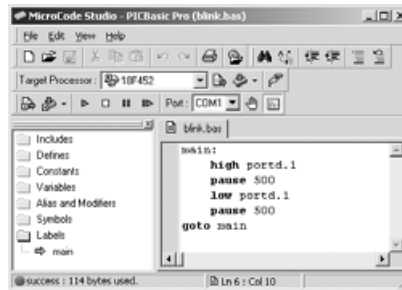 MicroCode Studio - PICBasic Pro (blink.bas)
File Edit View Help
Target Processor: 18F452
Port: COM1
Includes
Defines
Constants
Variables
Alias and Modifiers
Symbols
Labels
main
blink.bas
main:
high portd.1
pause 500
low portd.1
pause 500
goto main
success : 114 bytes used.
Ln 6 : Col 10